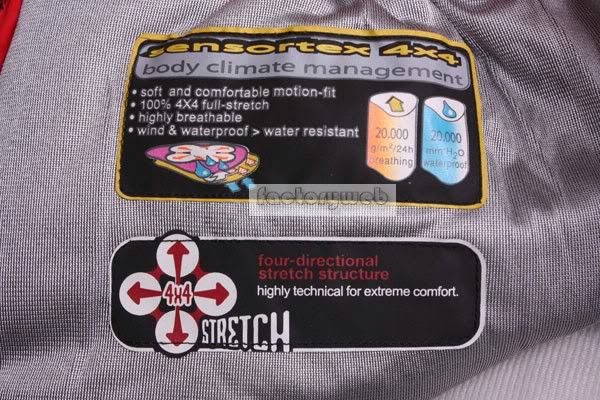 sensortex 4x4
body climate management
• soft and comfortable motion-fit
• 100% 4X4 full-stretch
• highly breathable
• wind & waterproof > water resistant
20.000
g/m²/24h
breathing
20.000
mm H₂O
waterproof
factoryweb
four-directional
stretch structure
highly technical for extreme comfort.
4x4
STRETCH